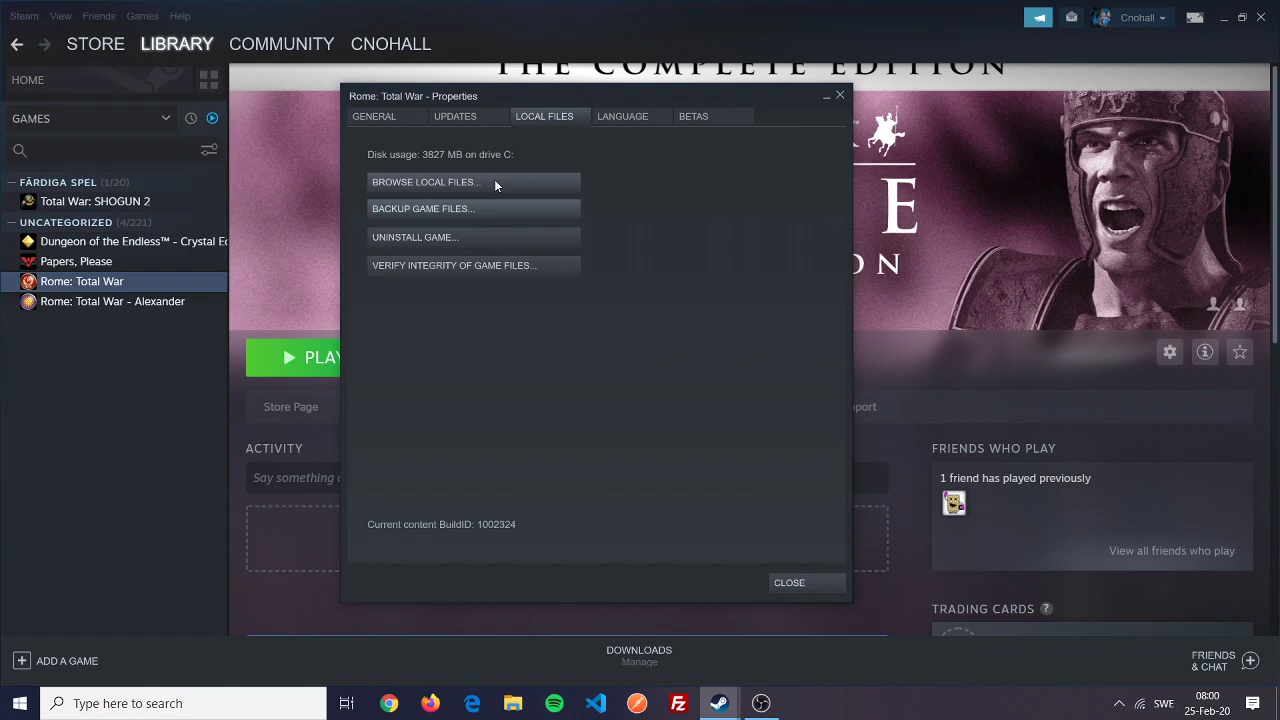 Steam View Friends Games Help
Cnohall
STORE LIBRARY COMMUNITY CNOHALL
HOME
GAMES
FÄRDIGA SPEL (1/20)
Total War: SHOGUN 2
UNCATEGORIZED (4/221)
Dungeon of the Endless™ - Crystal Ec
Papers, Please
Rome: Total War
Rome: Total War - Alexander
THE COMPLETE EDITION
E
ON
Rome: Total War - Properties
GENERAL UPDATES LOCAL FILES LANGUAGE BETAS
Disk usage: 3827 MB on drive C:
BROWSE LOCAL FILES...
BACKUP GAME FILES...
UNINSTALL GAME...
VERIFY INTEGRITY OF GAME FILES...
Current content BuildID: 1002324
CLOSE
PLAY
Store Page
pport
ACTIVITY
Say something a
FRIENDS WHO PLAY
1 friend has played previously
View all friends who play
TRADING CARDS ?
ADD A GAME
DOWNLOADS
Manage
FRIENDS
& CHAT
Type here to search
SWE
08:00
25-Feb-20